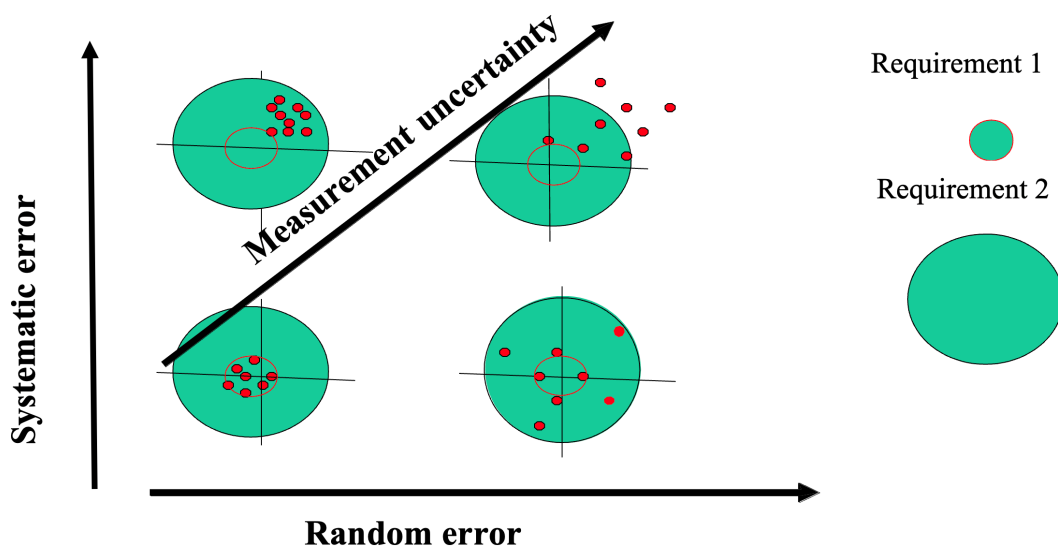 Systematic error
Measurement uncertainty
Random error
Requirement 1
Requirement 2